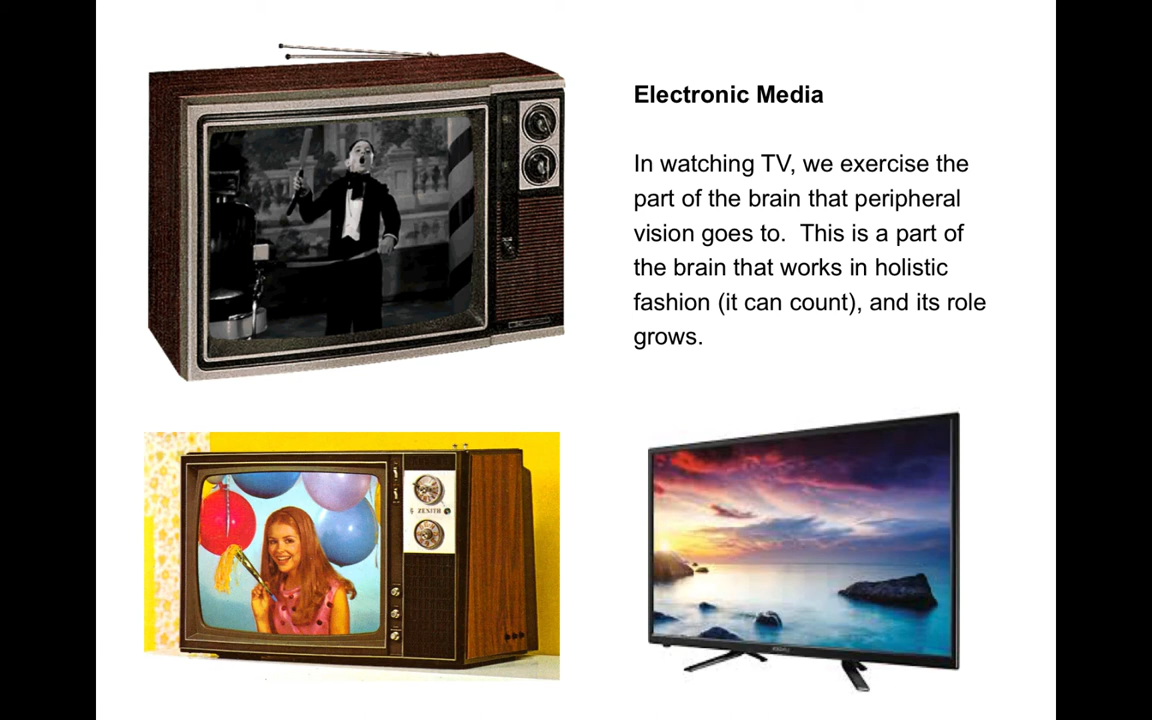 Electronic Media
In watching TV, we exercise the
part of the brain that peripheral
vision goes to.  This is a part of
the brain that works in holistic
fashion (it can count), and its role
grows.
ZENITH